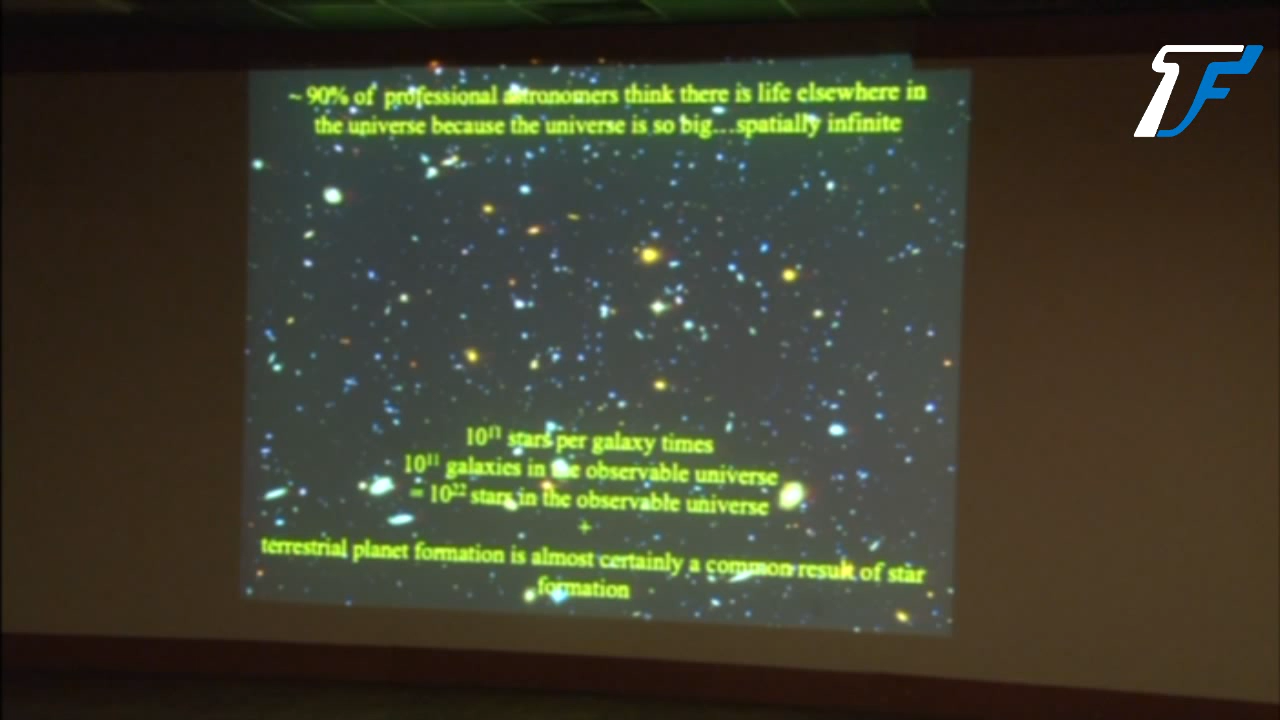 ~ 90% of professional astronomers think there is life elsewhere in
the universe because the universe is so big...spatially infinite
10¹¹ stars per galaxy times
10¹¹ galaxies in the observable universe
= 10²² stars in the observable universe
+
terrestrial planet formation is almost certainly a common result of star
formation
TF